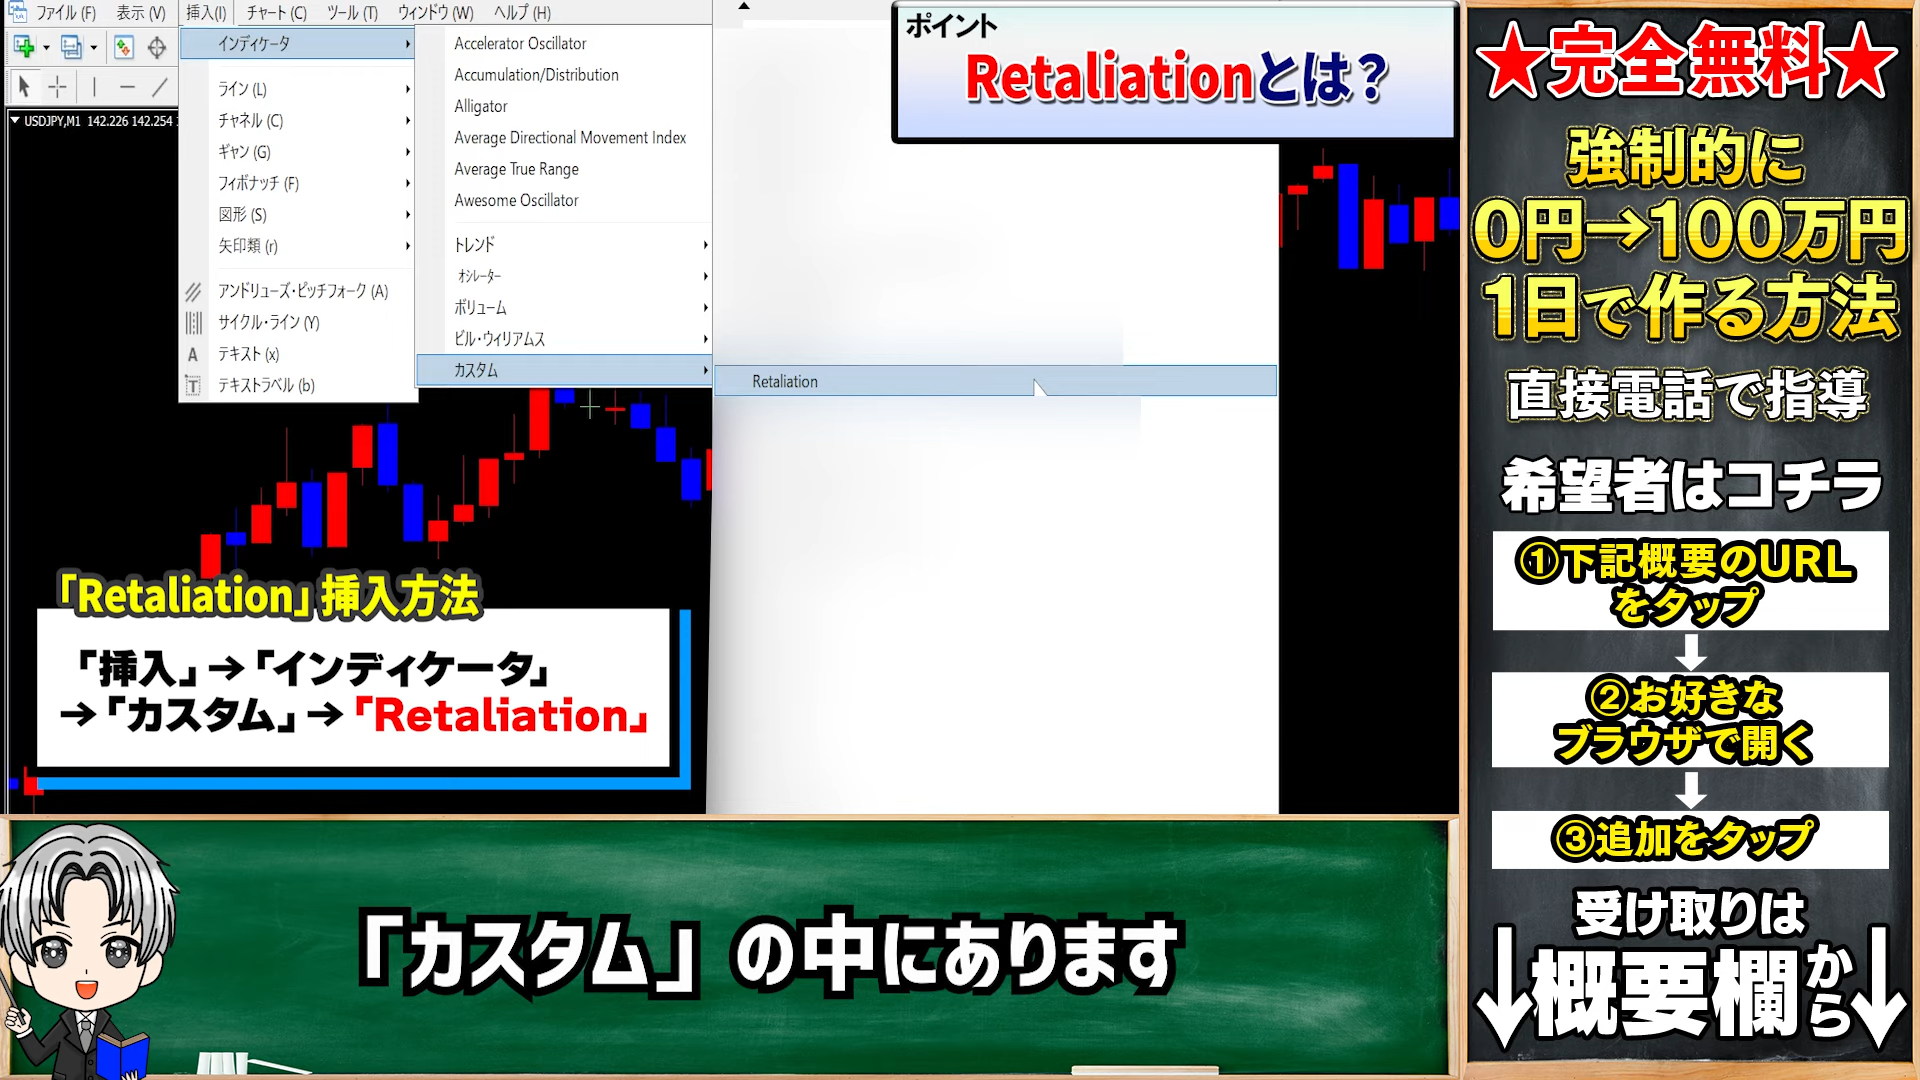 ファイル (F) 表示 (V) 挿入(I) チャート (C) ツール (T) ウィンドウ (W) ヘルプ (H)
USDJPY,M1 142.226 142.254
インディケータ
ライン (L)
チャネル (C)
ギャン (G)
フィボナッチ (F)
図形 (S)
矢印類 (r)
アンドリューズ・ピッチフォーク (A)
サイクル・ライン (Y)
テキスト (x)
テキストラベル (b)
Accelerator Oscillator
Accumulation/Distribution
Alligator
Average Directional Movement Index
Average True Range
Awesome Oscillator
トレンド
オシレーター
ボリューム
ビル・ウィリアムス
カスタム
Retaliation
ポイント
Retaliationとは？
「Retaliation」挿入方法
「挿入」→「インディケータ」
→「カスタム」→「Retaliation」
「カスタム」の中にあります
★完全無料★
強制的に
0円→100万円
1日で作る方法
直接電話で指導
希望者はコチラ
①下記概要のURL
をタップ
②お好きな
ブラウザで開く
③追加をタップ
受け取りは
↓概要欄から↓